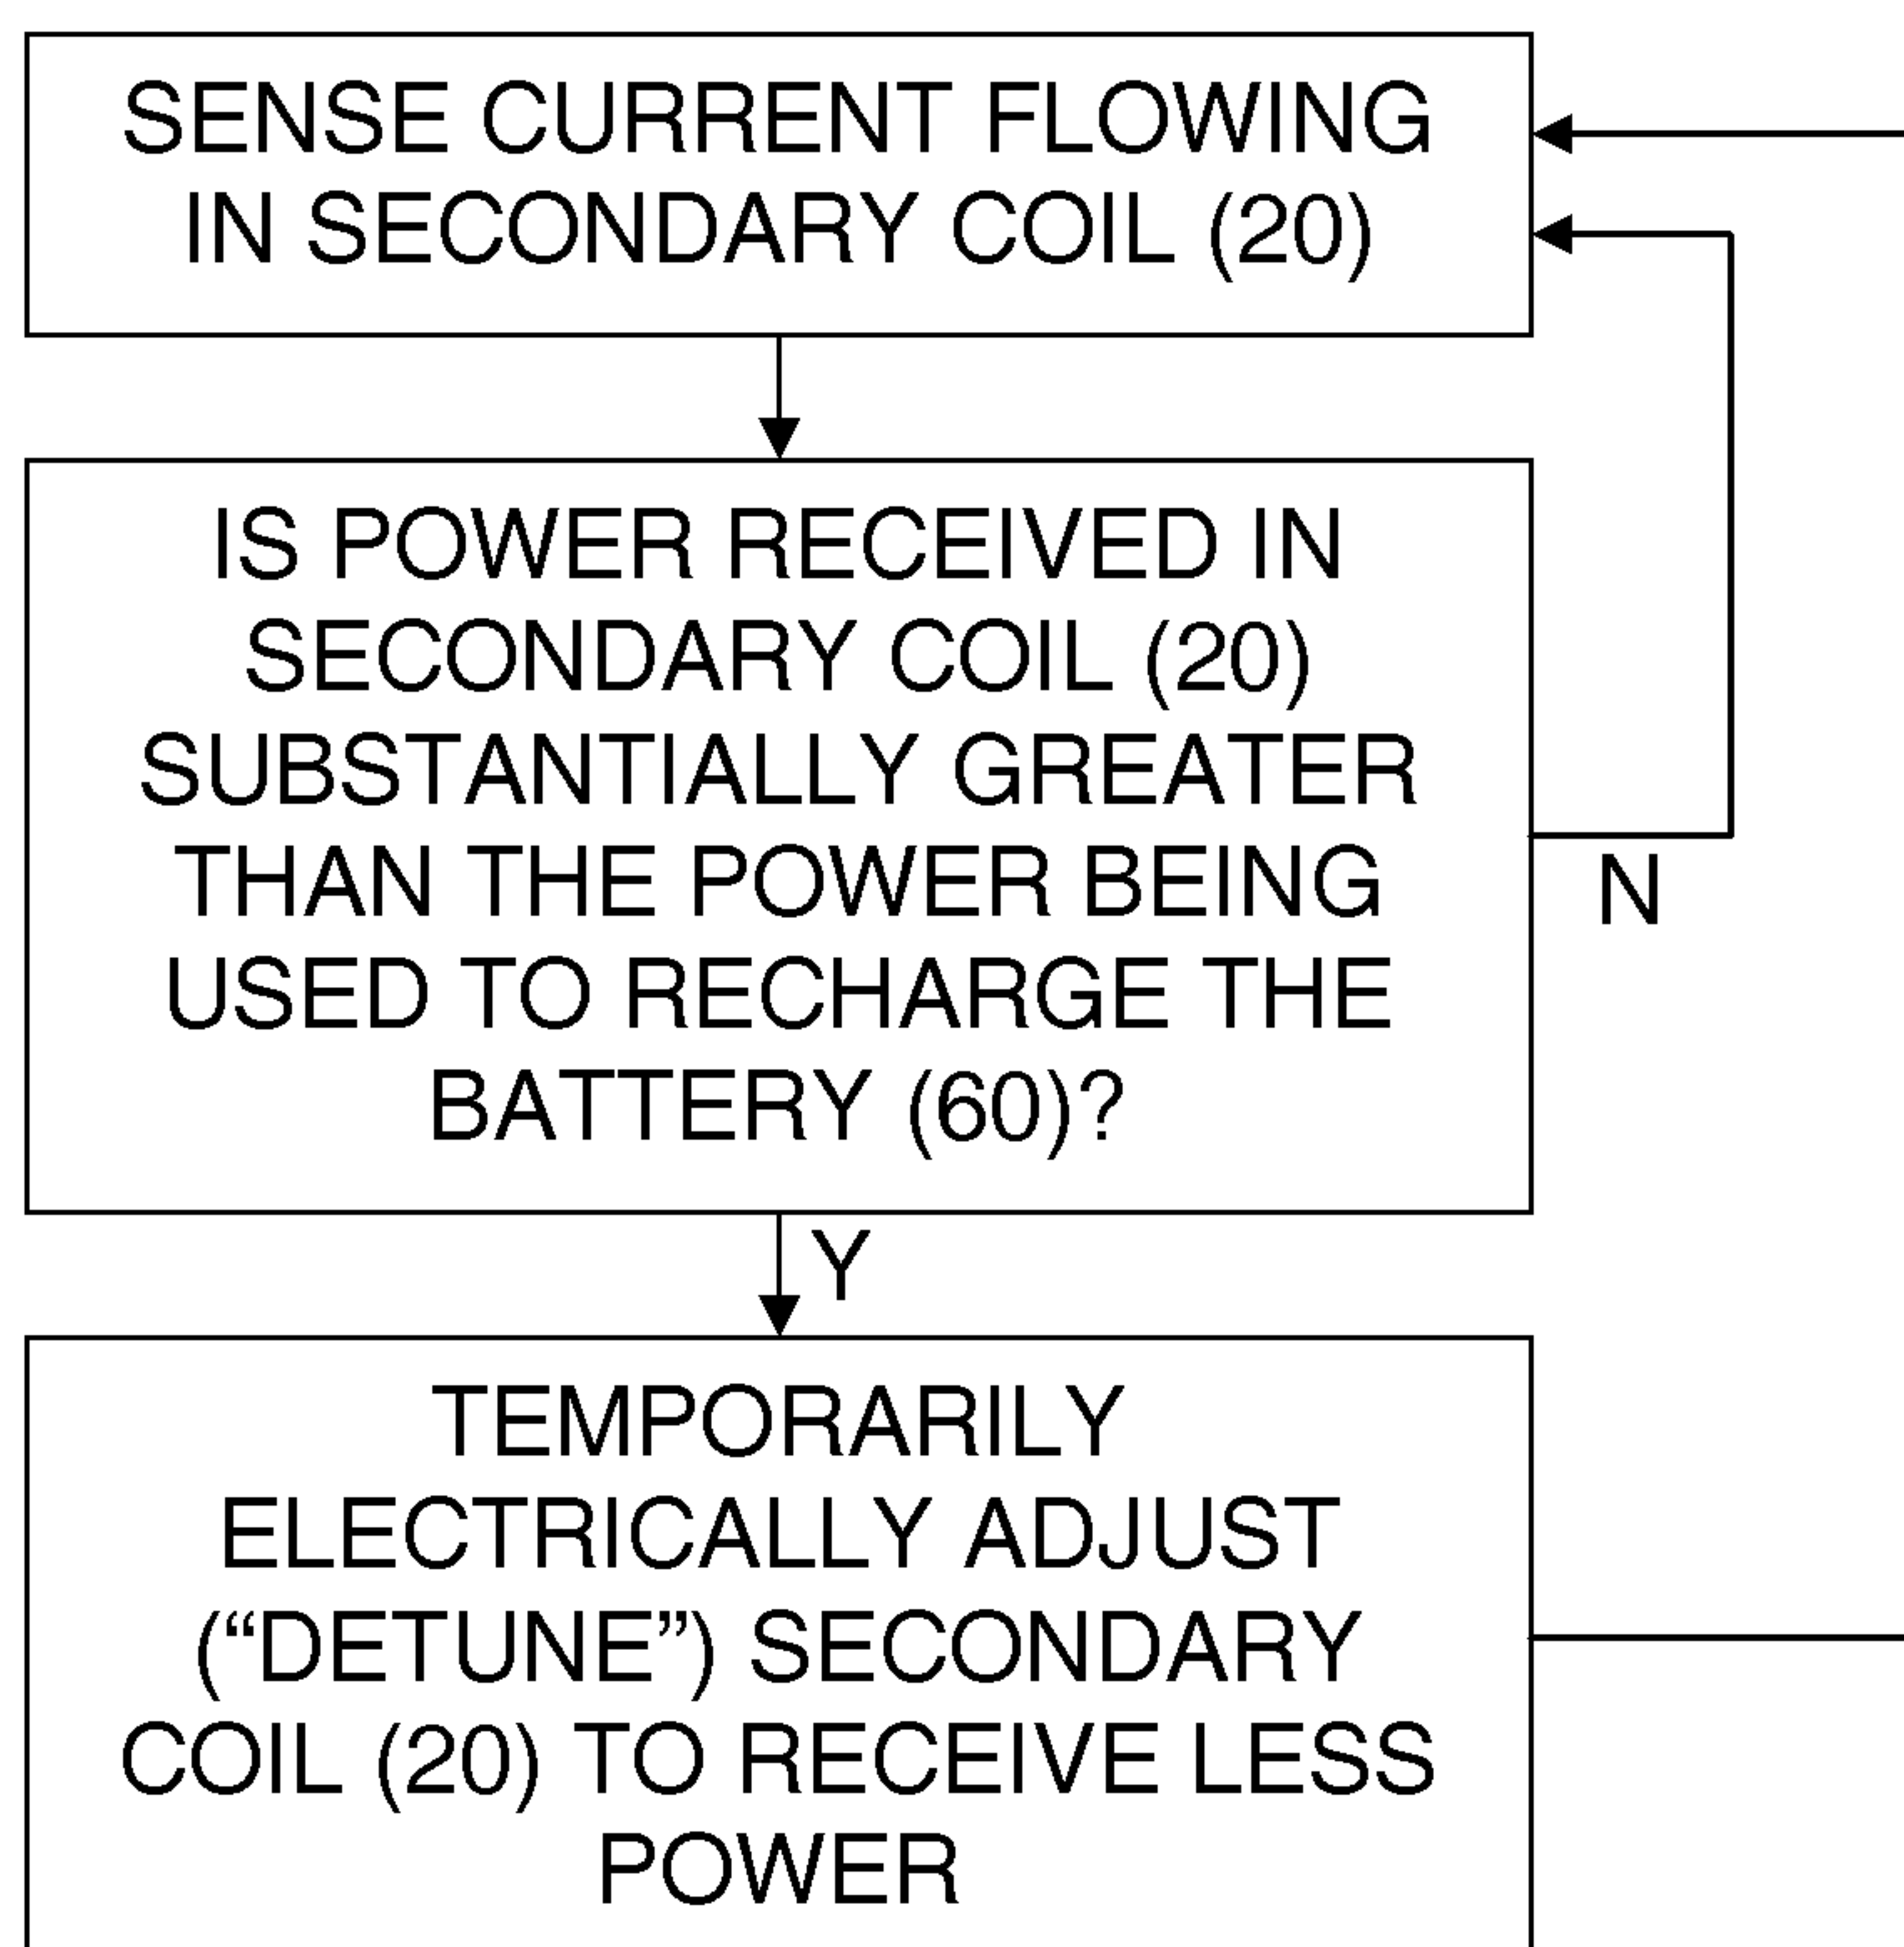 SENSE CURRENT FLOWING
IN SECONDARY COIL (20)
IS POWER RECEIVED IN
SECONDARY COIL (20)
SUBSTANTIALLY GREATER
THAN THE POWER BEING
USED TO RECHARGE THE
BATTERY (60)?
N
Y
TEMPORARILY
ELECTRICALLY ADJUST
(“DETUNE”) SECONDARY
COIL (20) TO RECEIVE LESS
POWER